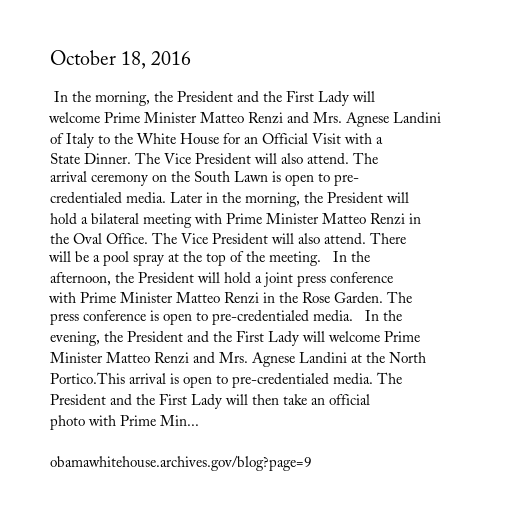 October 18, 2016
In the morning, the President and the First Lady will
welcome Prime Minister Matteo Renzi and Mrs. Agnese Landini
of Italy to the White House for an Official Visit with a
State Dinner. The Vice President will also attend. The
arrival ceremony on the South Lawn is open to pre-
credentialed media. Later in the morning, the President will
hold a bilateral meeting with Prime Minister Matteo Renzi in
the Oval Office. The Vice President will also attend. There
will be a pool spray at the top of the meeting.   In the
afternoon, the President will hold a joint press conference
with Prime Minister Matteo Renzi in the Rose Garden. The
press conference is open to pre-credentialed media.   In the
evening, the President and the First Lady will welcome Prime
Minister Matteo Renzi and Mrs. Agnese Landini at the North
Portico.This arrival is open to pre-credentialed media. The
President and the First Lady will then take an official
photo with Prime Min...
obamawhitehouse.archives.gov/blog?page=9